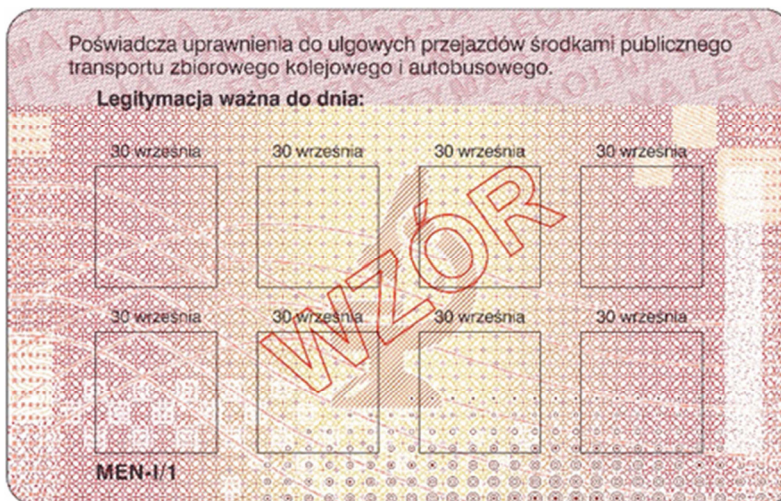 Poświadcza uprawnienia do ulgowych przejazdów środkami publicznego
transportu zbiorowego kolejowego i autobusowego.
Legitymacja ważna do dnia:
30 września 30 września 30 września 30 września
WZÓR
30 września 30 września 30 września 30 września
MEN-I/1